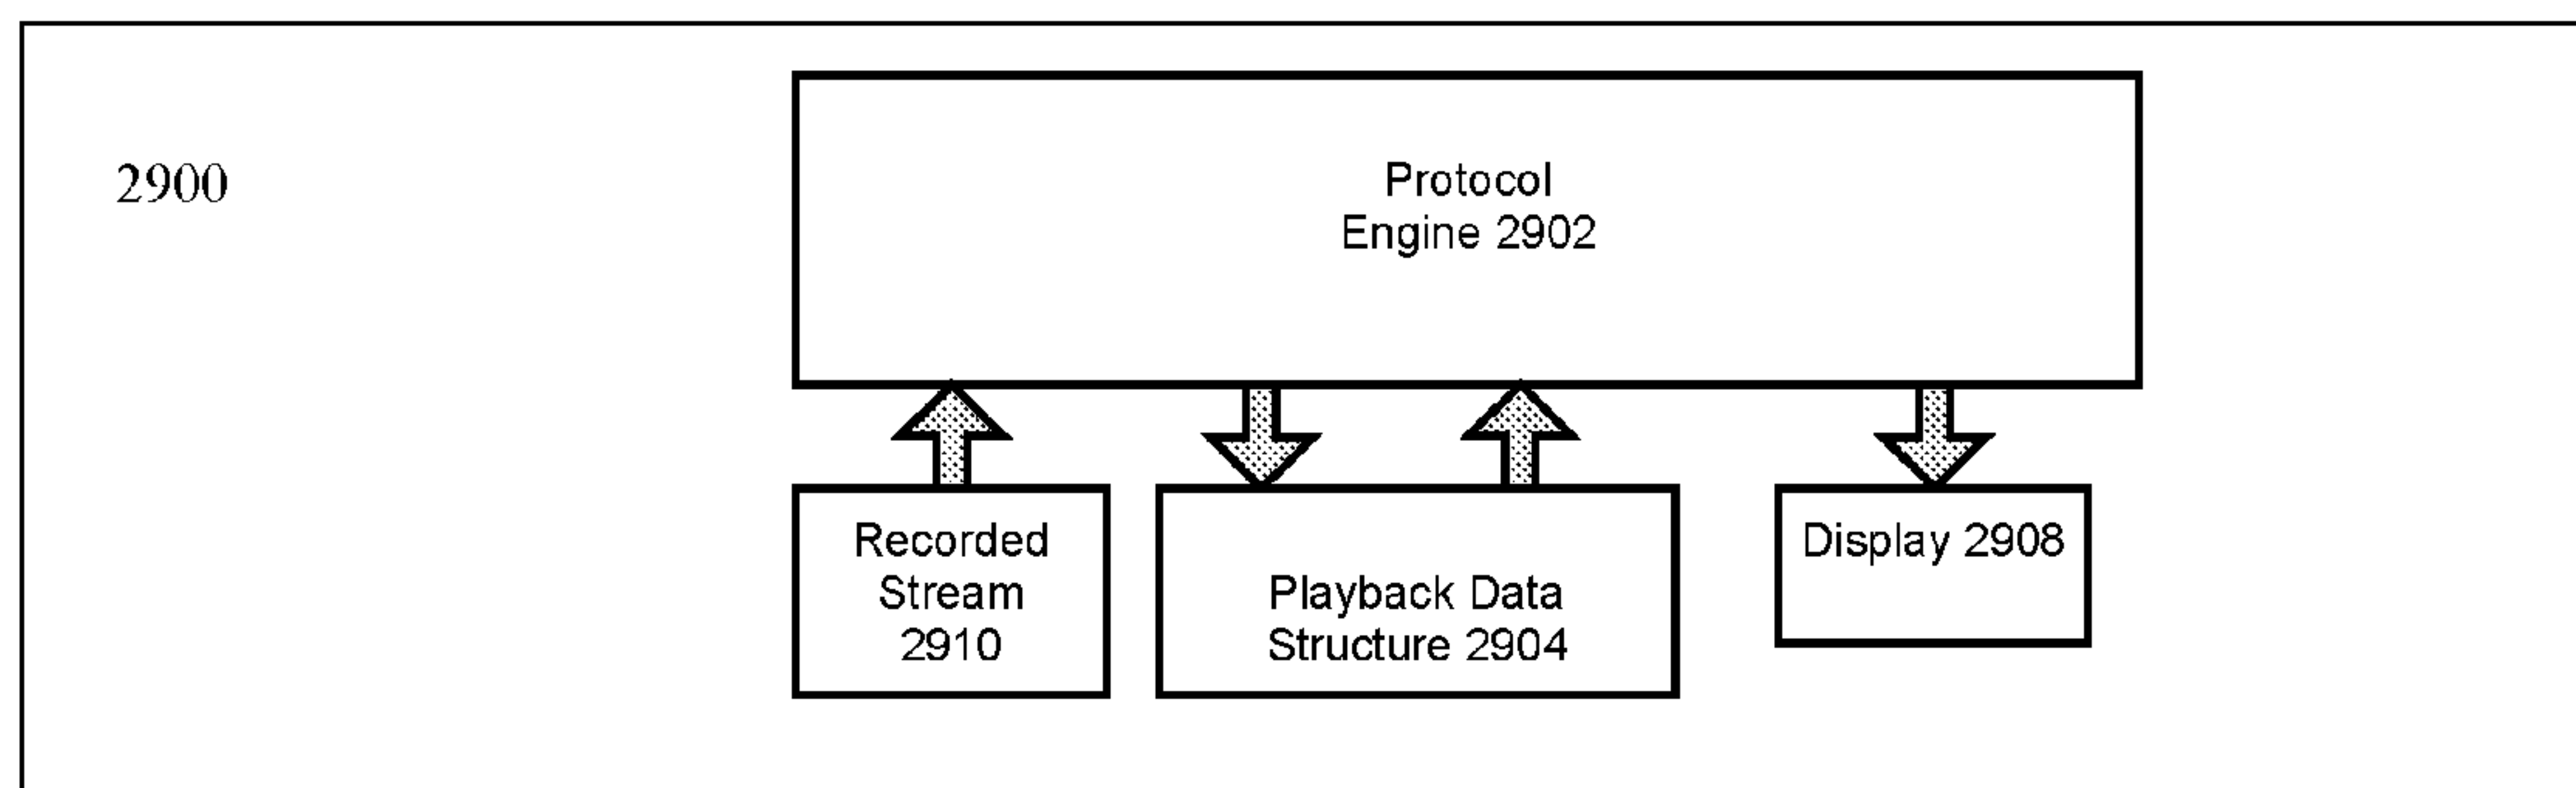 2900
Protocol
Engine 2902
Recorded
Stream
2910
Playback Data
Structure 2904
Display 2908